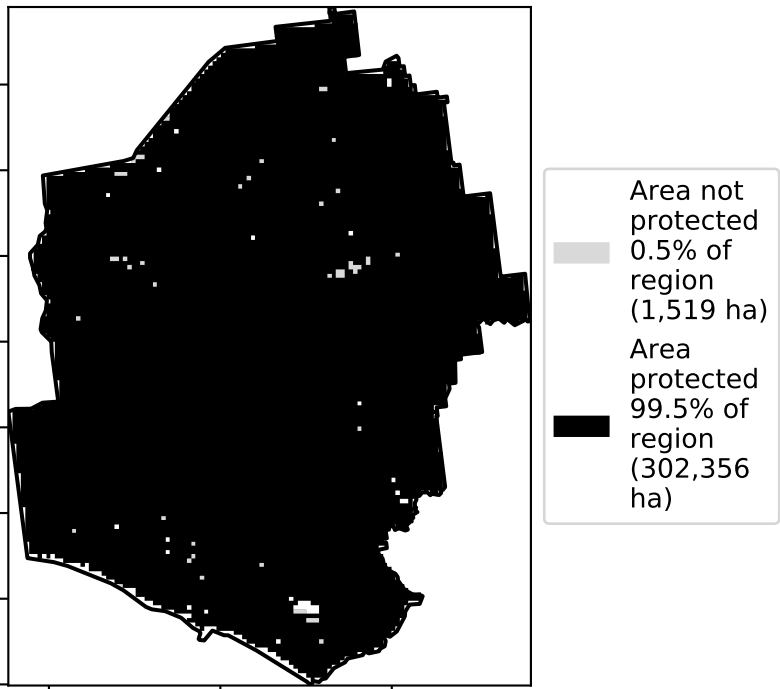 Area not
protected
0.5% of
region
(1,519 ha)
Area
protected
99.5% of
region
(302,356
ha)